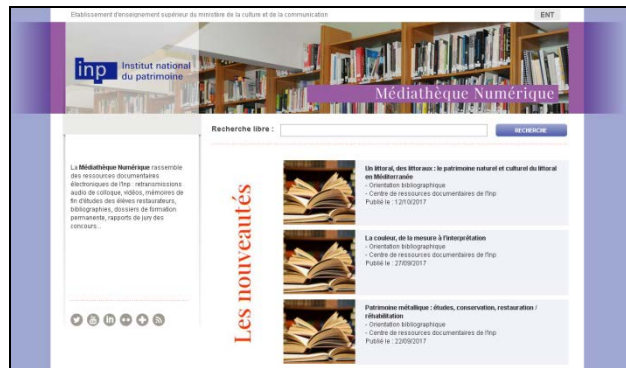 Etablissement d'enseignement supérieur du ministère de la culture et de la communication
ENT
inp
Institut national
du patrimoine
Médiathèque Numérique
Recherche libre :
RECHERCHE
La Médiathèque Numérique rassemble
des ressources documentaires
électroniques de l'Inp : retransmissions
audio de colloque, vidéos, mémoires de
fin d'études des élèves restaurateurs,
bibliographies, dossiers de formation
permanente, rapports de jury des
concours...
Les nouveautés
Un littoral, des littoraux : le patrimoine naturel et culturel du littoral
en Méditerranée
- Orientation bibliographique
- Centre de ressources documentaires de l'Inp
Publié le : 12/10/2017
La couleur, de la mesure à l'interprétation
- Orientation bibliographique
- Centre de ressources documentaires de l'Inp
Publié le : 27/09/2017
Patrimoine métallique : études, conservation, restauration /
réhabilitation
- Orientation bibliographique
- Centre de ressources documentaires de l'Inp
Publié le : 22/09/2017